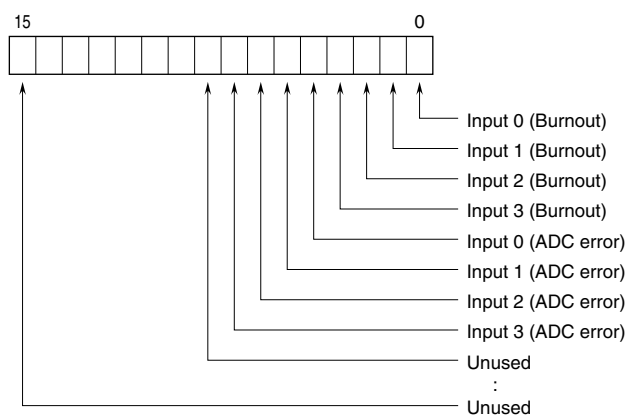 15 0
Input 0 (Burnout)
Input 1 (Burnout)
Input 2 (Burnout)
Input 3 (Burnout)
Input 0 (ADC error)
Input 1 (ADC error)
Input 2 (ADC error)
Input 3 (ADC error)
Unused
:
Unused